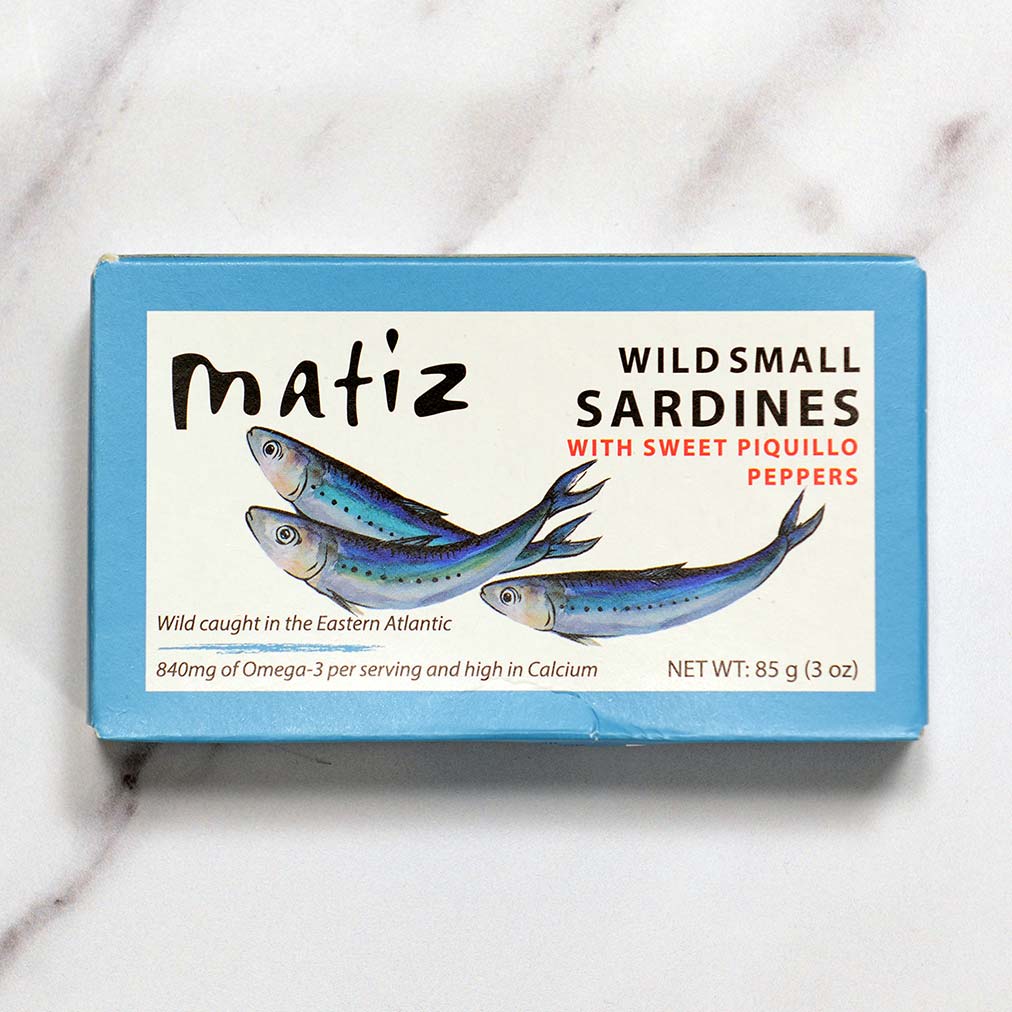 matiz
WILD SMALL
SARDINES
WITH SWEET PIQUILLO
PEPPERS
Wild caught in the Eastern Atlantic
840mg of Omega-3 per serving and high in Calcium
NET WT: 85 g (3 oz)